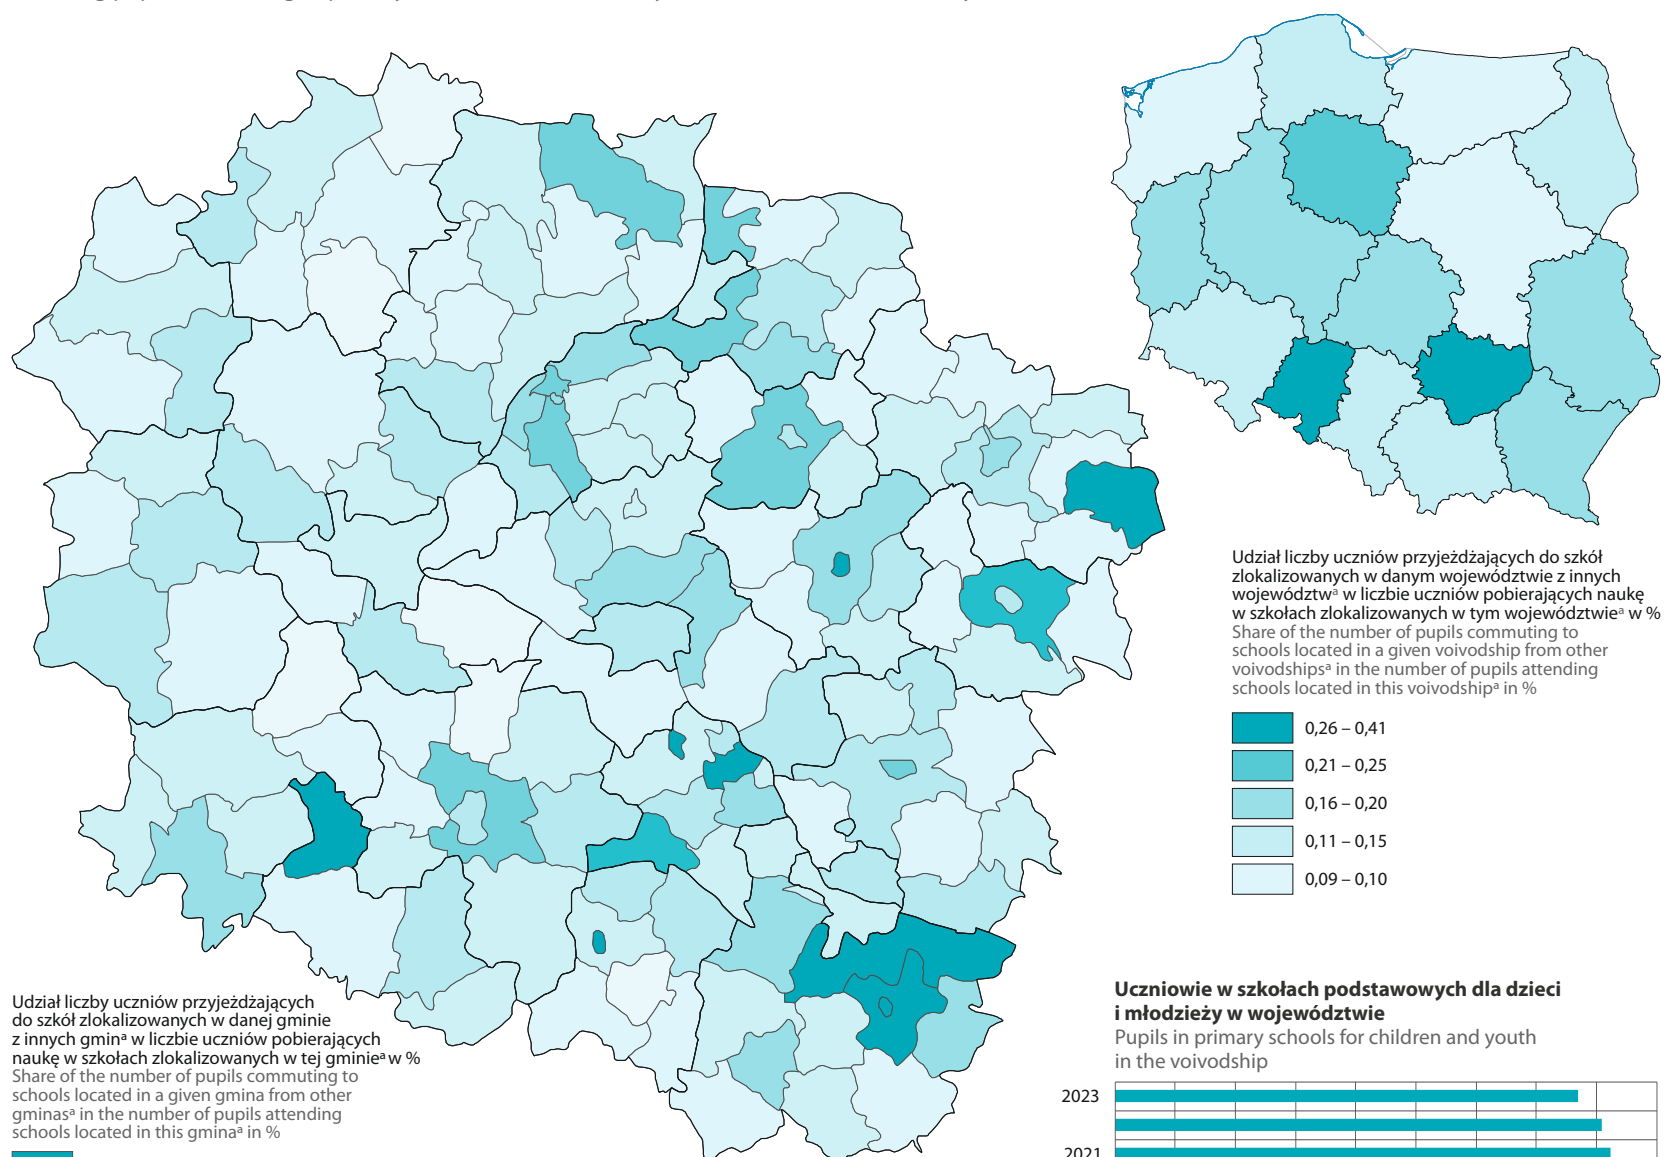 Udział liczby uczniów przyjeżdżających do szkół
zlokalizowanych w danym województwie z innych
województwᵃ w liczbie uczniów pobierających naukę
w szkołach zlokalizowanych w tym województwieᵃ w %
Share of the number of pupils commuting to
schools located in a given voivodship from other
voivodshipsᵃ in the number of pupils attending
schools located in this voivodshipᵃ in %
0,26 – 0,41
0,21 – 0,25
0,16 – 0,20
0,11 – 0,15
0,09 – 0,10
Udział liczby uczniów przyjeżdżających
do szkół zlokalizowanych w danej gminie
z innych gminᵃ w liczbie uczniów pobierających
naukę w szkołach zlokalizowanych w tej gminieᵃ w %
Share of the number of pupils commuting to
schools located in a given gmina from other
gminasᵃ in the number of pupils attending
schools located in this gminaᵃ in %
Uczniowie w szkołach podstawowych dla dzieci
i młodzieży w województwie
Pupils in primary schools for children and youth
in the voivodship
2023
2021